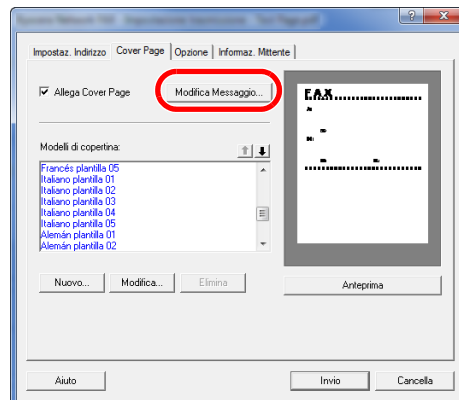 Impostaz. Indirizzo Cover Page Opzione Informaz. Mittente
Allega Cover Page
Modifica Messaggio...
FAX
Modelli di copertina:
Francés plantilla 05
Italiano plantilla 01
Italiano plantilla 02
Italiano plantilla 03
Italiano plantilla 04
Italiano plantilla 05
Alemán plantilla 01
Alemán plantilla 02
Nuovo... Modifica... Elimina
Anteprima
Aiuto Invio Cancella